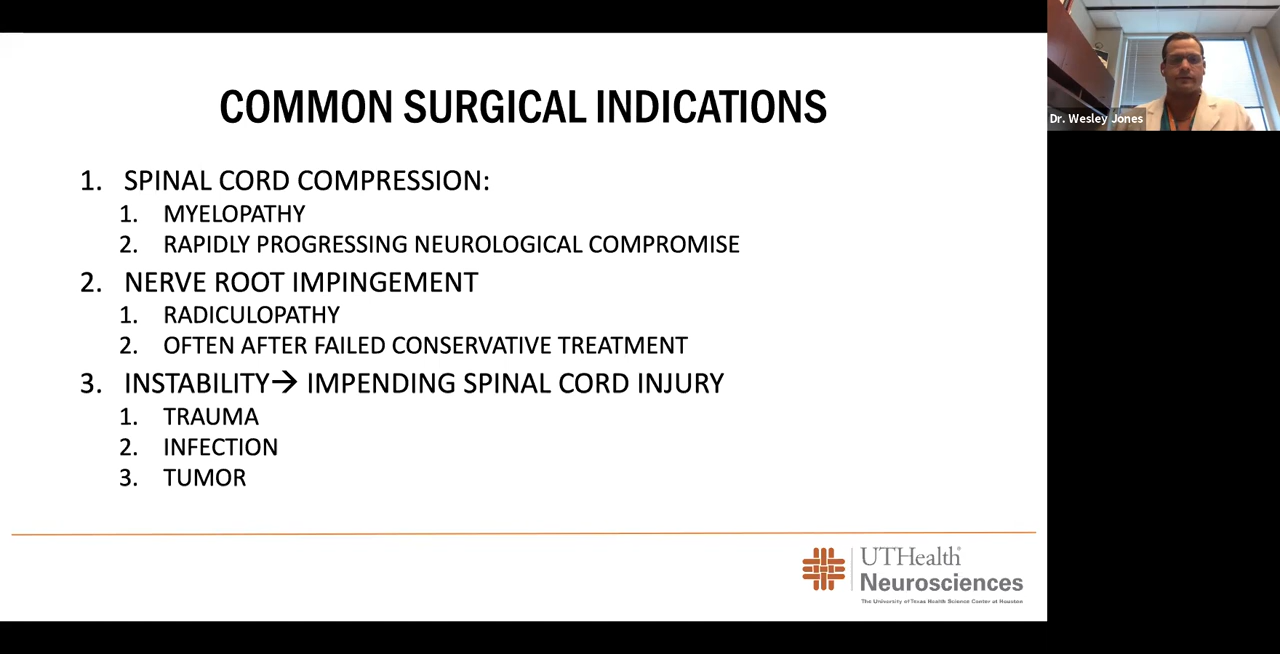 COMMON SURGICAL INDICATIONS
1. SPINAL CORD COMPRESSION:
1. MYELOPATHY
2. RAPIDLY PROGRESSING NEUROLOGICAL COMPROMISE
2. NERVE ROOT IMPINGEMENT
1. RADICULOPATHY
2. OFTEN AFTER FAILED CONSERVATIVE TREATMENT
3. INSTABILITY→ IMPENDING SPINAL CORD INJURY
1. TRAUMA
2. INFECTION
3. TUMOR
UTHealth®
Neurosciences
The University of Texas Health Science Center at Houston
Dr. Wesley Jones